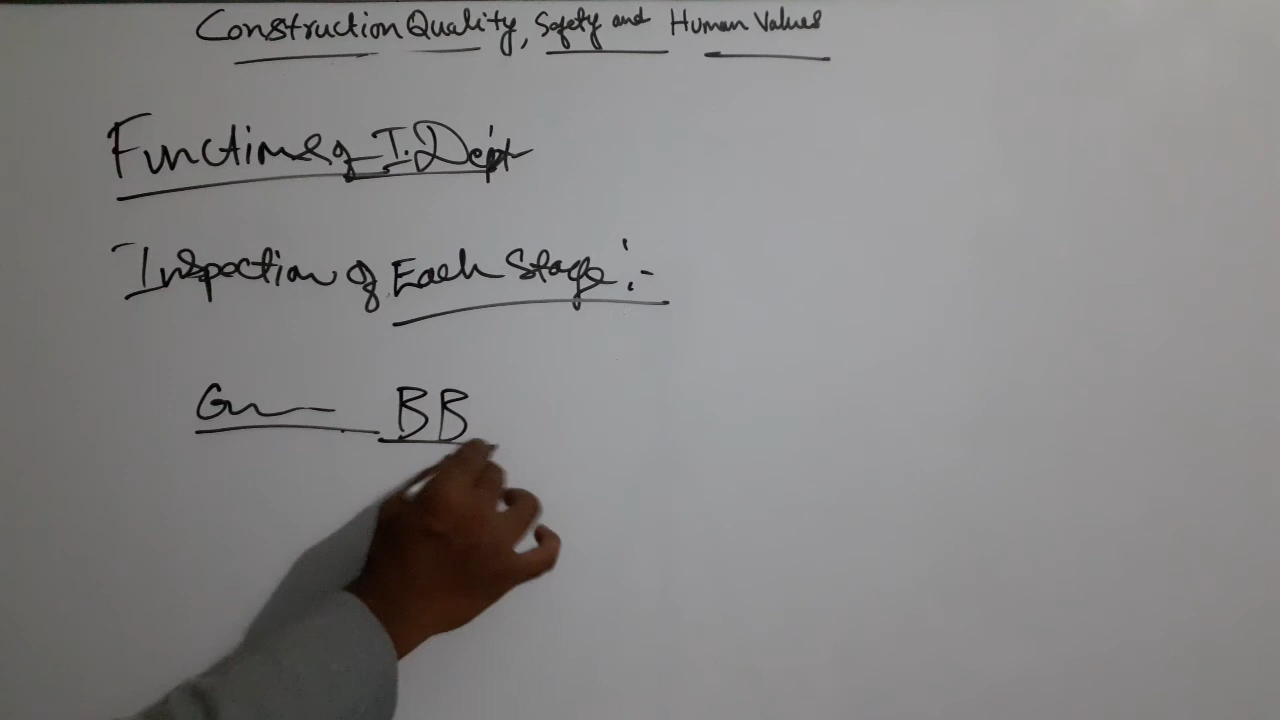 Construction Quality, Safety and Human Values
Functions of I. Dept
Inspection of Each Stage :-
BB